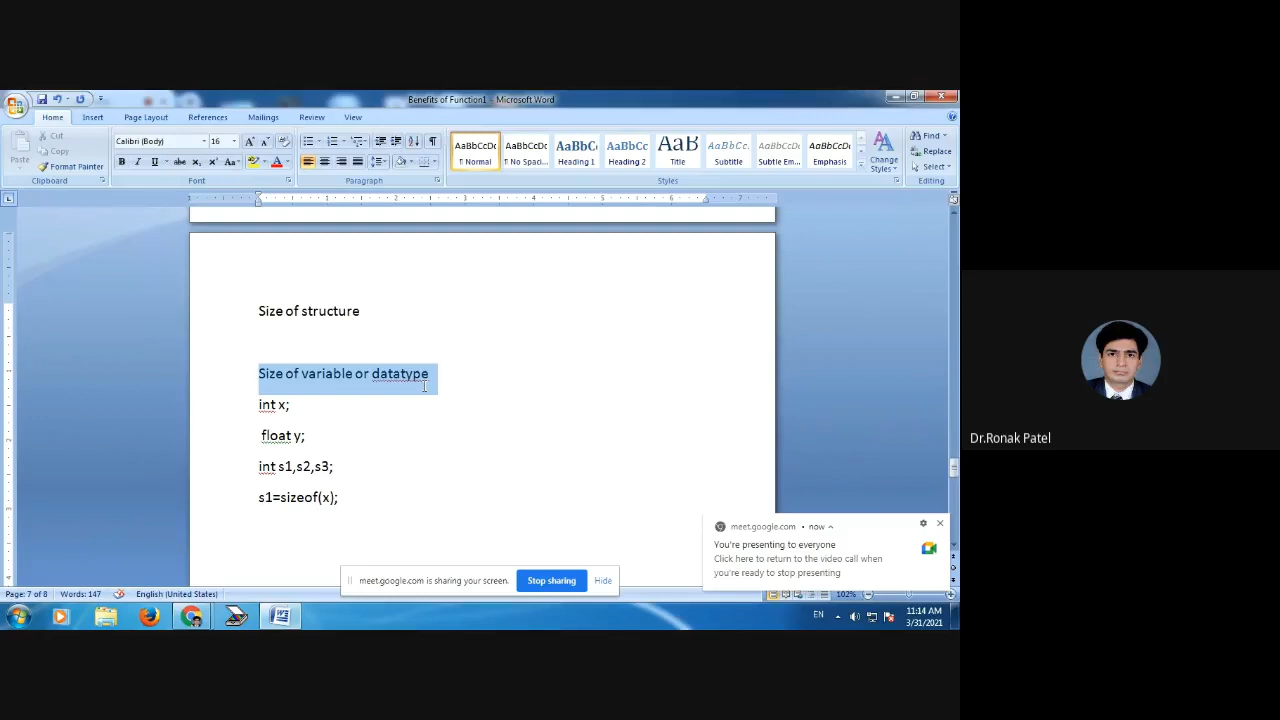 Benefits of Function1 - Microsoft Word
Home Insert Page Layout References Mailings Review View
Paste
Cut
Copy
Format Painter
Clipboard
Calibri (Body) 16
Font
Paragraph
AaBbCcDc AaBbCcDc AaBbC AaBbCc AaB AaBbCc. AaBbCcDc AaBbCcDc
¶ Normal ¶ No Spaci... Heading 1 Heading 2 Title Subtitle Subtle Em... Emphasis
Change Styles
Styles
Find
Replace
Select
Editing
Size of structure
Size of variable or datatype
int x;
float y;
int s1,s2,s3;
s1=sizeof(x);
meet.google.com • now
You're presenting to everyone
Click here to return to the video call when
you're ready to stop presenting
meet.google.com is sharing your screen. Stop sharing Hide
Page: 7 of 8 Words: 147 English (United States) 102%
EN 11:14 AM
3/31/2021
Dr.Ronak Patel